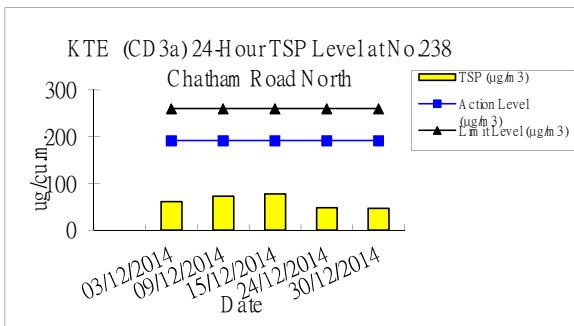 KTE (CD3a) 24-Hour TSP Level at No.238
Chatham Road North
300
200
100
0
ug/cu.m.
03/12/2014
09/12/2014
15/12/2014
24/12/2014
30/12/2014
Date
TSP (μg/m3)
Action Level
(μg/m3)
Limit Level (μg/m3)